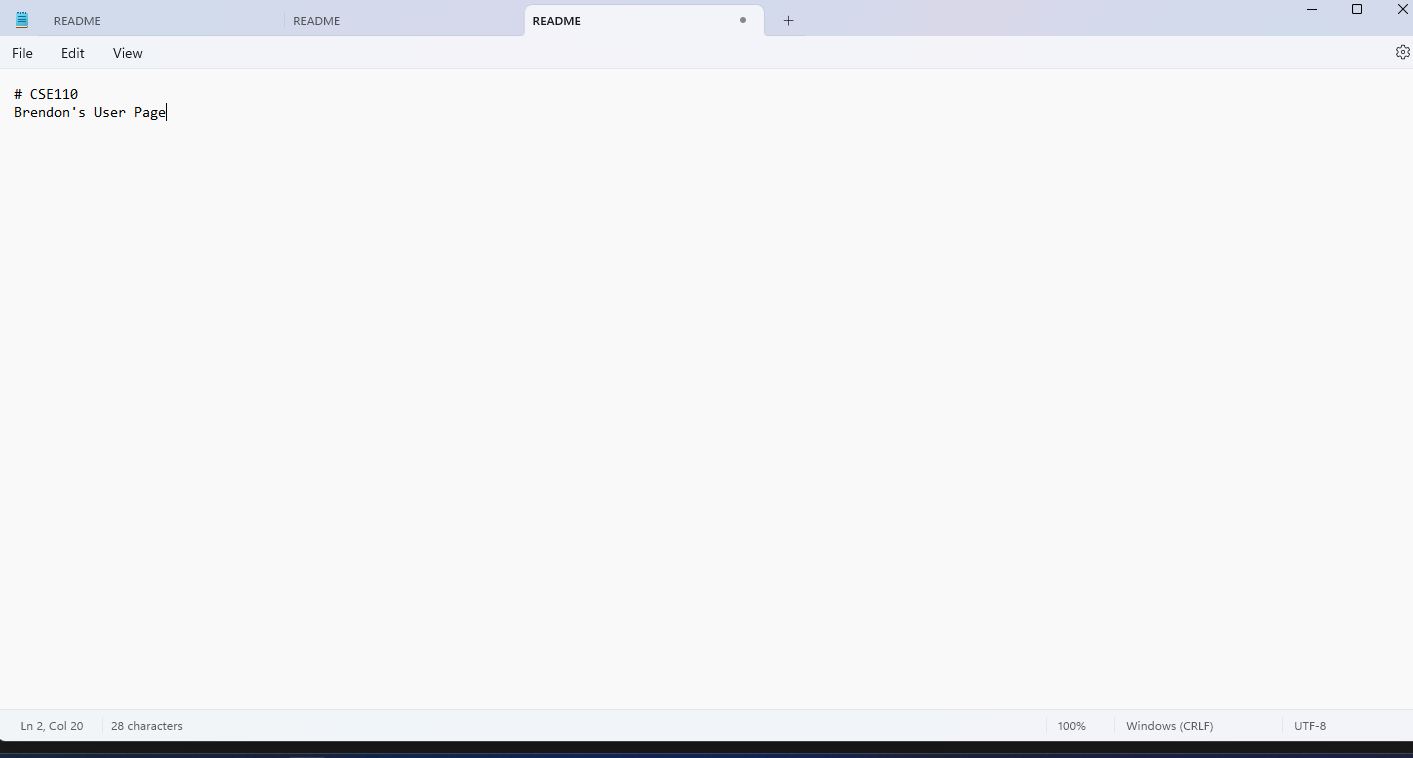 README README README
File Edit View
# CSE110
Brendon's User Page
Ln 2, Col 20 28 characters 100% Windows (CRLF) UTF-8